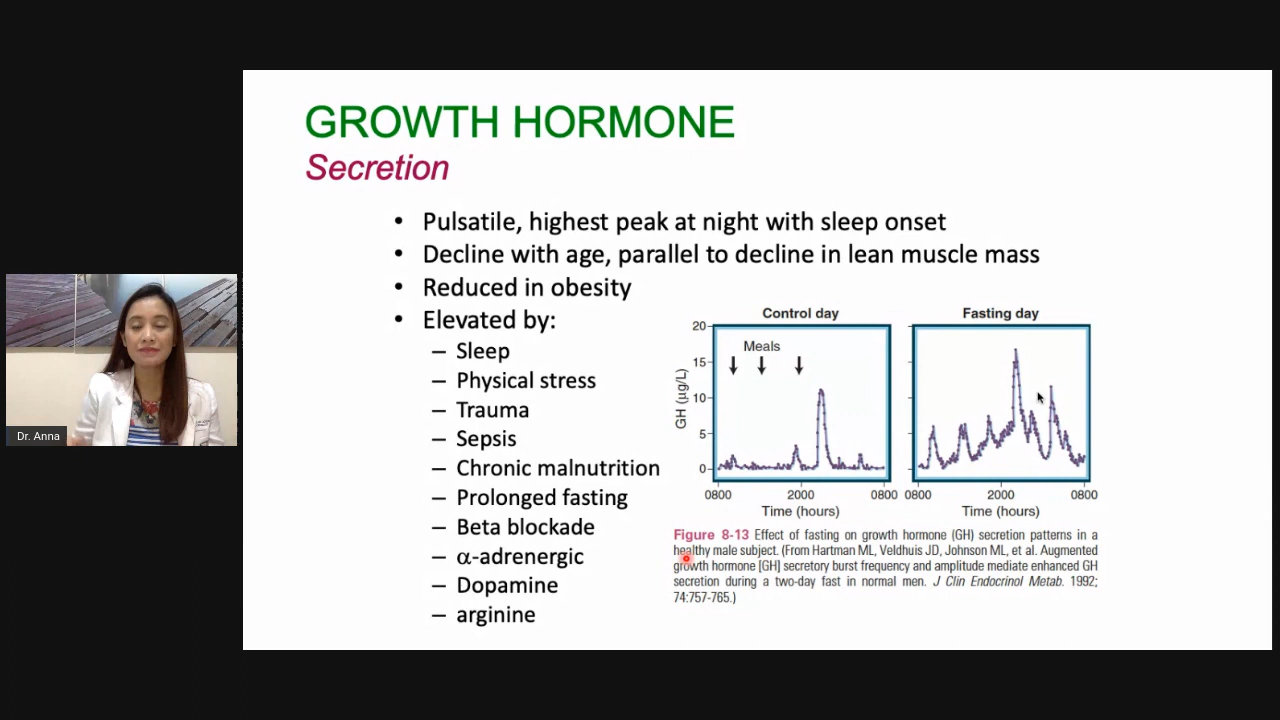 GROWTH HORMONE
Secretion
• Pulsatile, highest peak at night with sleep onset
• Decline with age, parallel to decline in lean muscle mass
• Reduced in obesity
• Elevated by:
– Sleep
– Physical stress
– Trauma
– Sepsis
– Chronic malnutrition
– Prolonged fasting
– Beta blockade
– α-adrenergic
– Dopamine
– arginine
Control day
Fasting day
Meals
GH (µg/L)
20
15
10
5
0
0800 2000 0800
Time (hours)
0800 2000 0800
Time (hours)
Figure 8-13 Effect of fasting on growth hormone (GH) secretion patterns in a
healthy male subject. (From Hartman ML, Veldhuis JD, Johnson ML, et al. Augmented
growth hormone [GH] secretory burst frequency and amplitude mediate enhanced GH
secretion during a two-day fast in normal men. J Clin Endocrinol Metab. 1992;
74:757-765.)
Dr. Anna